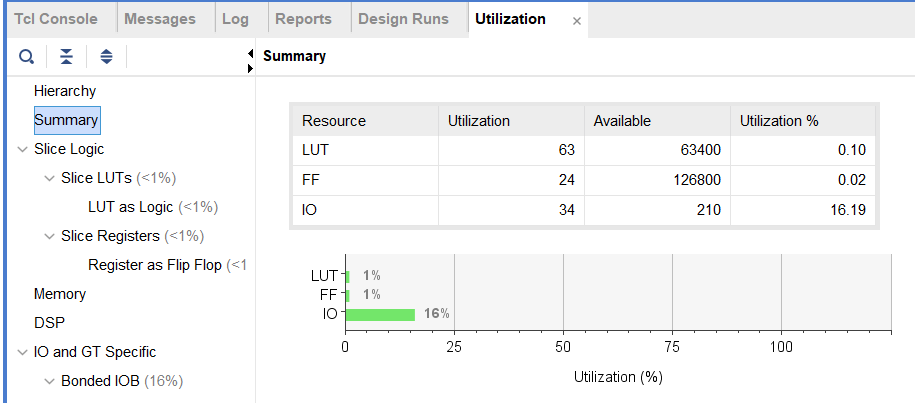 Tcl Console Messages Log Reports Design Runs Utilization ×
Summary
Hierarchy
Summary
Slice Logic
Slice LUTs (<1%)
LUT as Logic (<1%)
Slice Registers (<1%)
Register as Flip Flop (<1
Memory
DSP
IO and GT Specific
Bonded IOB (16%)
Resource Utilization Available Utilization %
LUT 63 63400 0.10
FF 24 126800 0.02
IO 34 210 16.19
LUT 1%
FF 1%
IO 16%
0 25 50 75 100
Utilization (%)